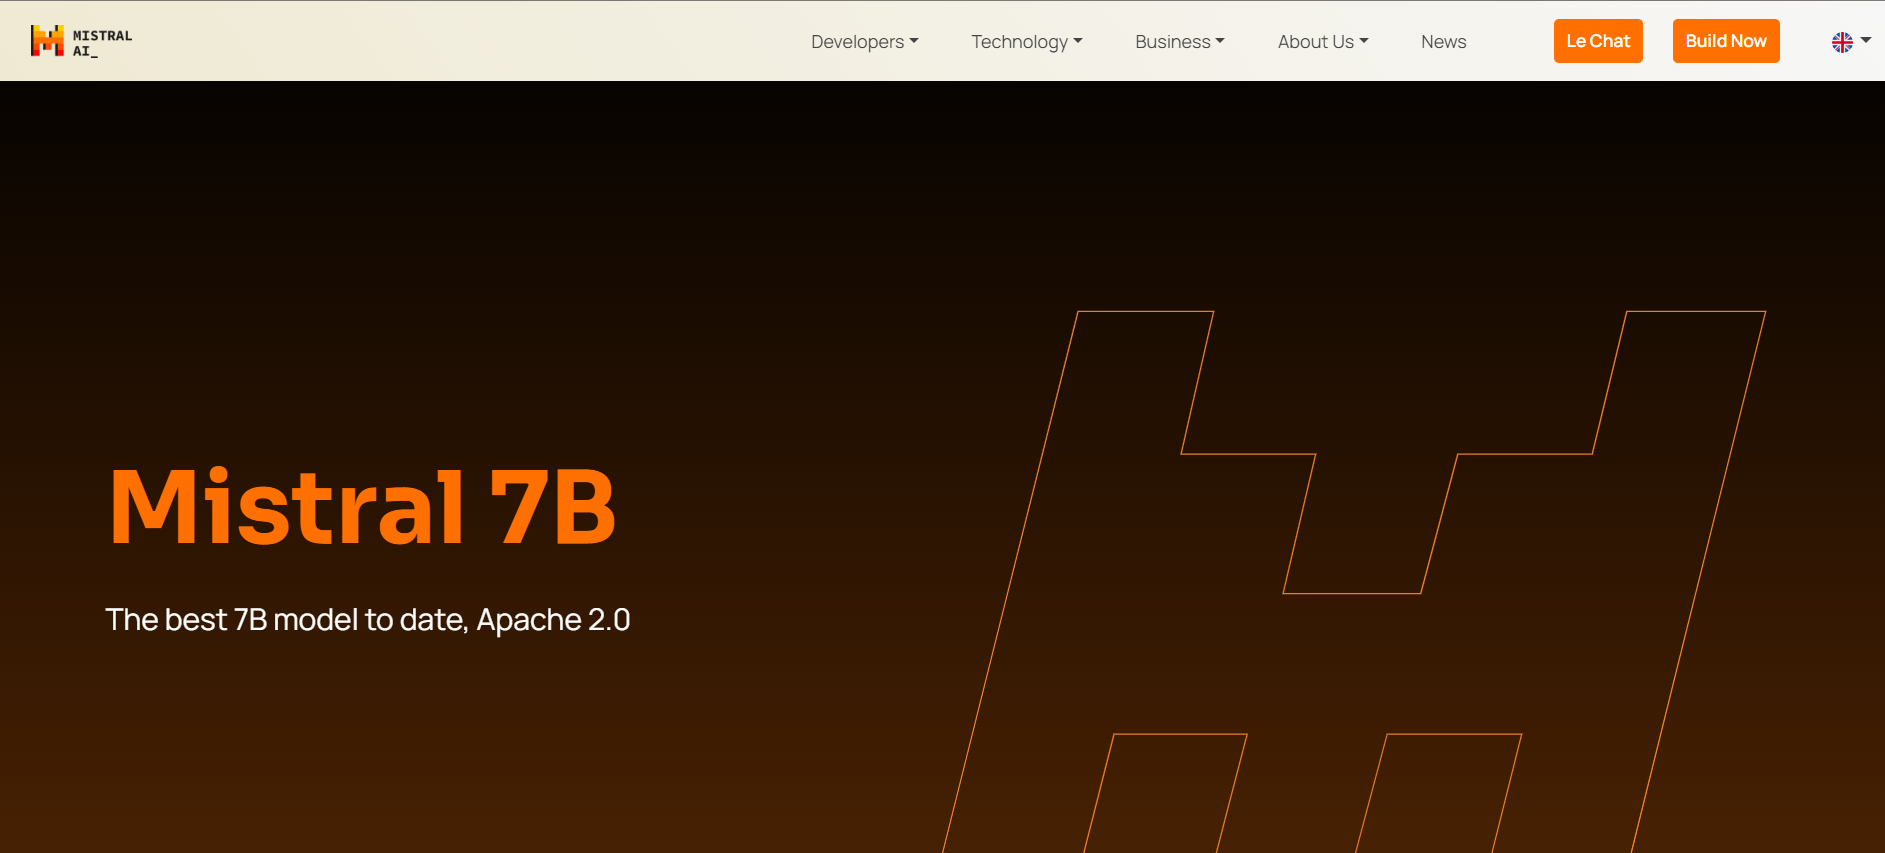 MISTRAL
AI_
Developers
Technology
Business
About Us
News
Le Chat
Build Now
Mistral 7B
The best 7B model to date, Apache 2.0